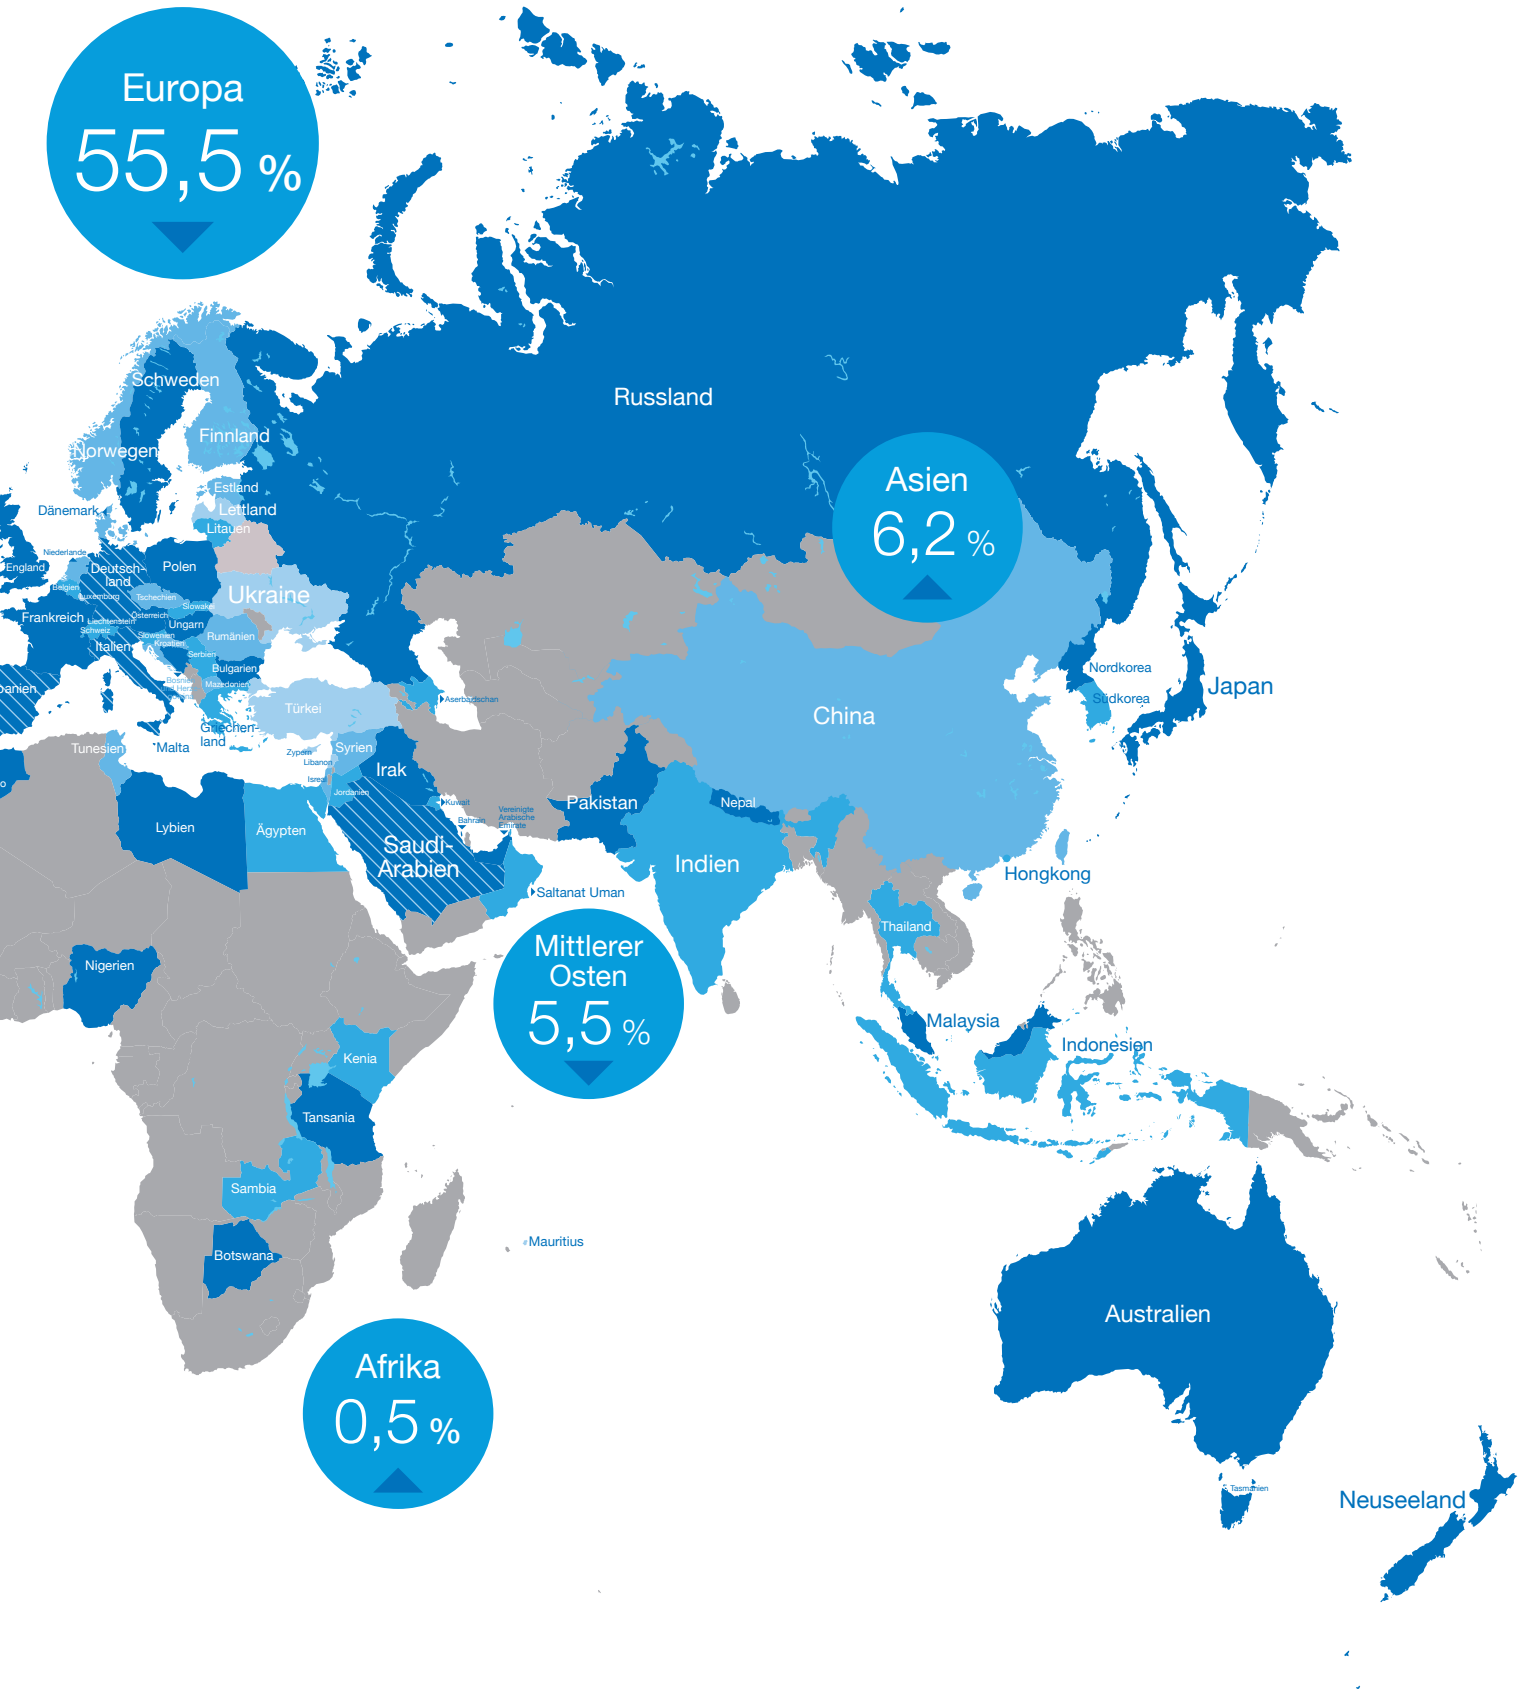 Europa
55,5 %
Schweden
Finnland
Norwegen
Estland
Lettland
Litauen
Dänemark
Niederlande
England
Deutsch-
land
Polen
Belgien
Luxemburg
Tschechien
Ukraine
Slowakei
Frankreich
Liechtenstein
Österreich
Schweiz
Ungarn
Slowenien
Kroatien
Rumänien
Italien
Serbien
Bulgarien
Mazedonien
anien
Türkei
Aserbaidschan
Griechen-
land
Malta
Tunesien
Zypern
Syrien
Libanon
Isreal
Jordanien
Irak
Kuwait
Bahrain
Vereinigte
Arabische
Emirate
Saudi-
Arabien
Saltanat Uman
o
Lybien
Ägypten
Russland
Asien
6,2 %
China
Nordkorea
Südkorea
Japan
Pakistan
Nepal
Indien
Hongkong
Thailand
Mittlerer
Osten
5,5 %
Nigerien
Malaysia
Indonesien
Kenia
Tansania
Sambia
Botswana
Mauritius
Afrika
0,5 %
Australien
Tasmanien
Neuseeland